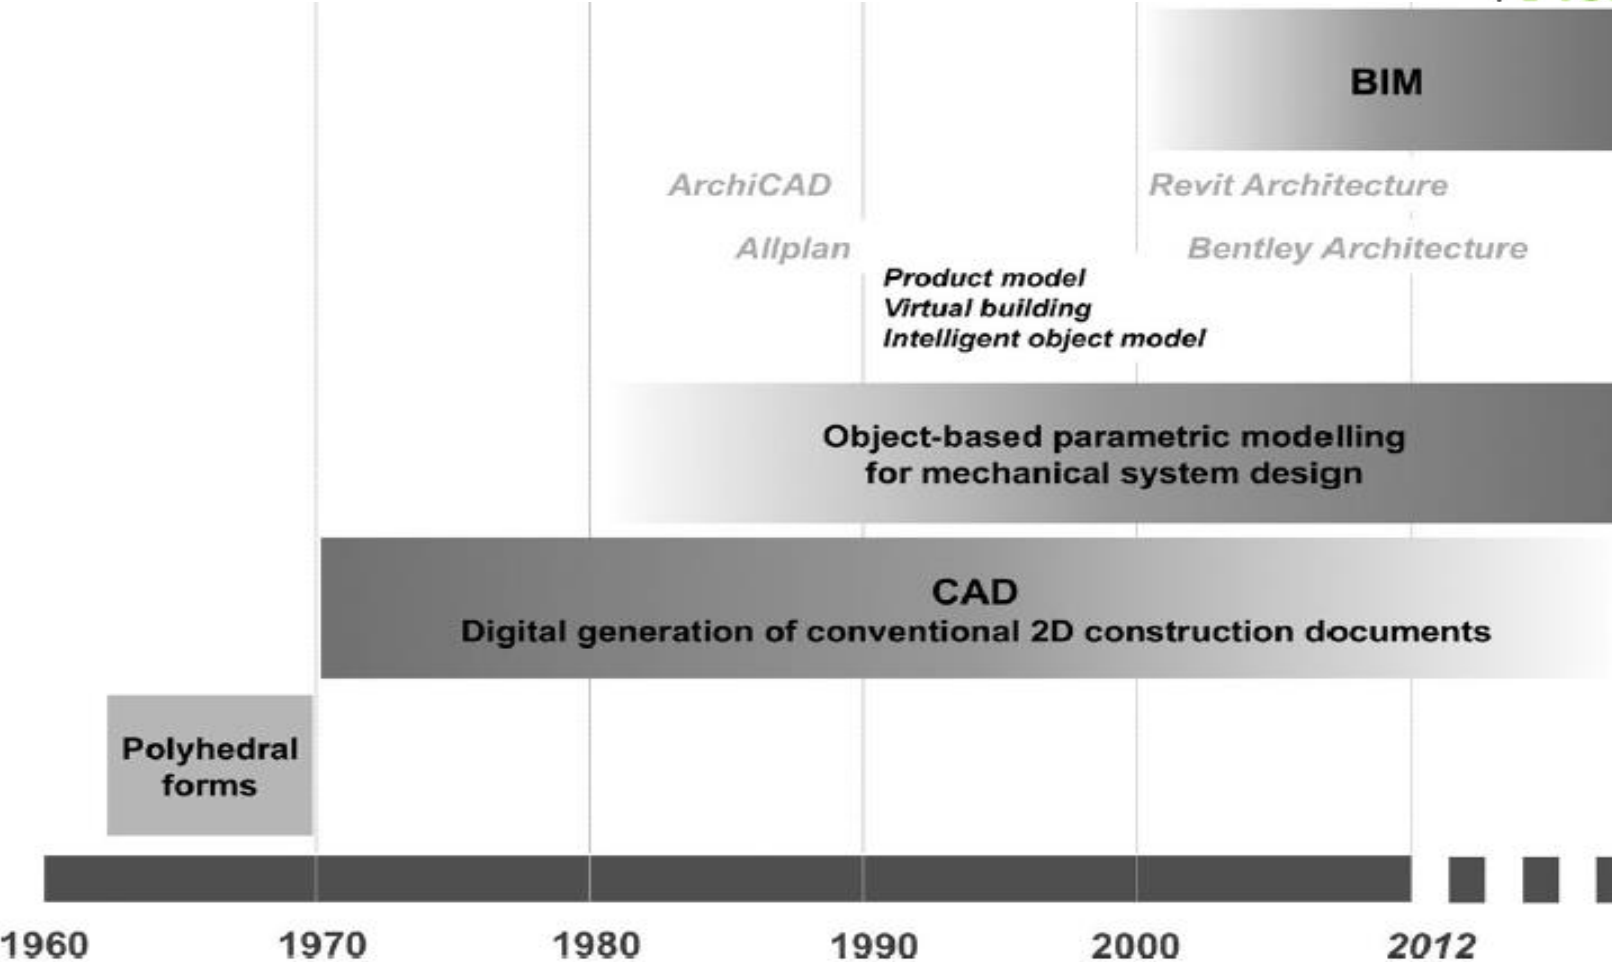 BIM
ArchiCAD
Revit Architecture
Allplan
Bentley Architecture
Product model
Virtual building
Intelligent object model
Object-based parametric modelling
for mechanical system design
CAD
Digital generation of conventional 2D construction documents
Polyhedral
forms
1960
1970
1980
1990
2000
2012